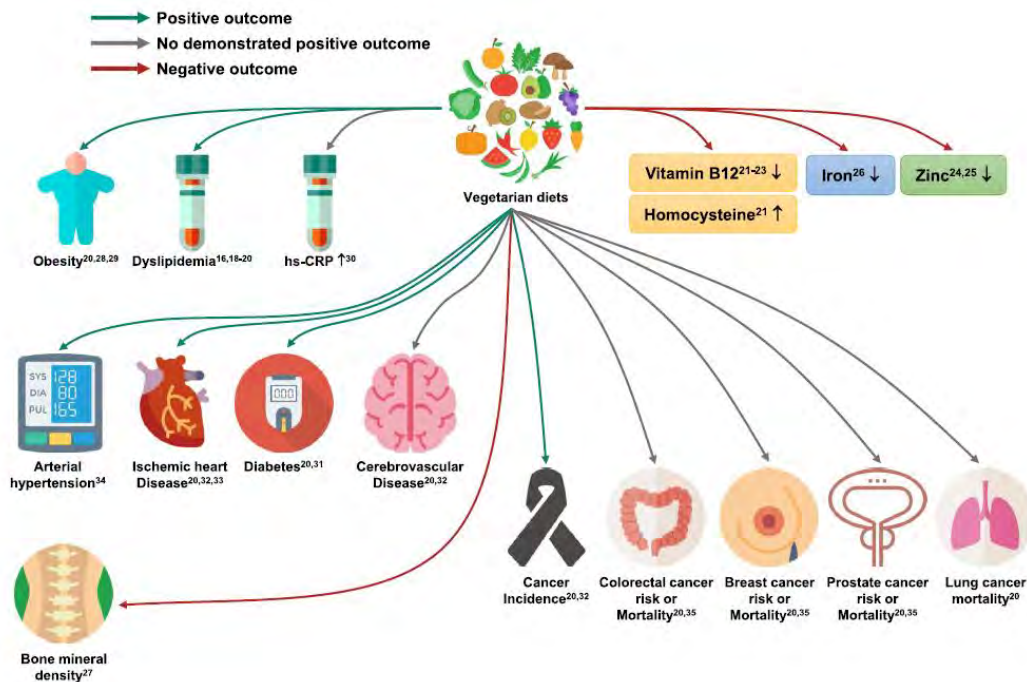 Positive outcome
No demonstrated positive outcome
Negative outcome
Vegetarian diets
Vitamin B12²¹⁻²³ ↓
Iron²⁶ ↓
Zinc²⁴,²⁵ ↓
Homocysteine²¹ ↑
Obesity²⁰,²⁸,²⁹
Dyslipidemia¹⁶,¹⁸⁻²⁰
hs-CRP ↑³⁰
SYS 128
DIA 80
PUL 165
000
Arterial
hypertension³⁴
Ischemic heart
Disease²⁰,³²,³³
Diabetes²⁰,³¹
Cerebrovascular
Disease²⁰,³²
Cancer
Incidence²⁰,³²
Colorectal cancer
risk or
Mortality²⁰,³⁵
Breast cancer
risk or
Mortality²⁰,³⁵
Prostate cancer
risk or
Mortality²⁰,³⁵
Lung cancer
mortality²⁰
Bone mineral
density²⁷